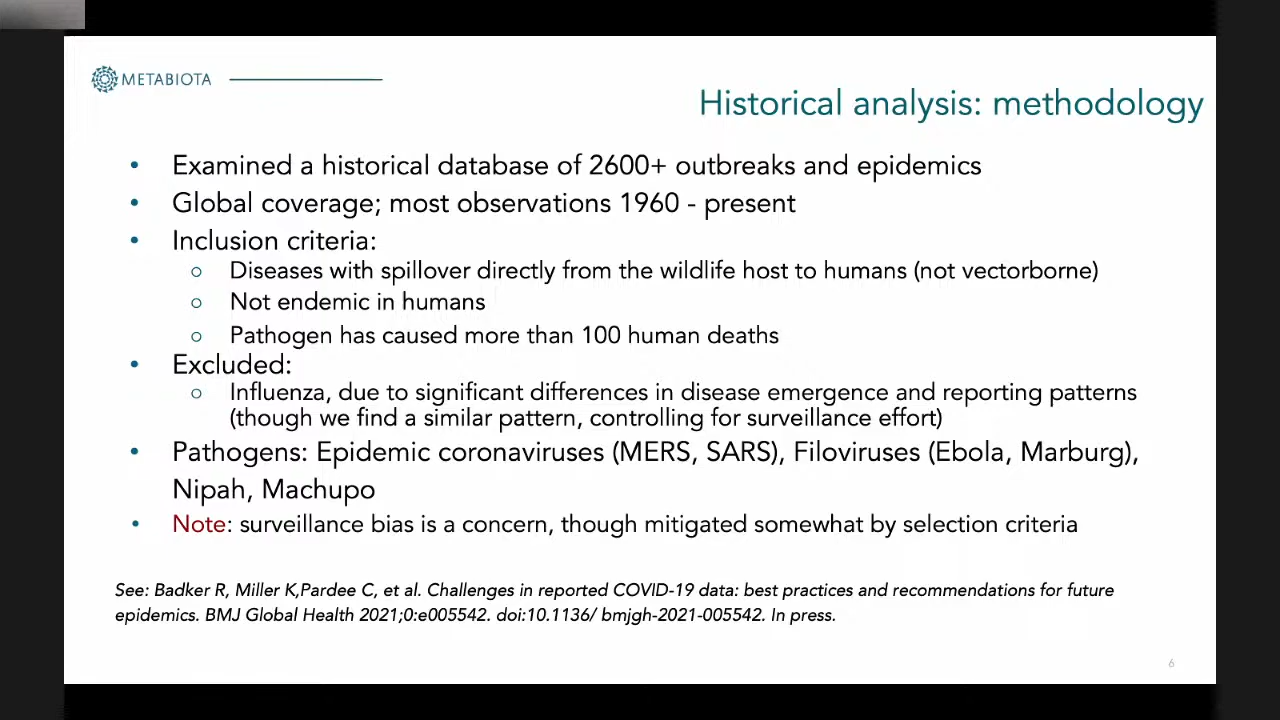 METABIOTA
Historical analysis: methodology
• Examined a historical database of 2600+ outbreaks and epidemics
• Global coverage; most observations 1960 - present
• Inclusion criteria:
○ Diseases with spillover directly from the wildlife host to humans (not vectorborne)
○ Not endemic in humans
○ Pathogen has caused more than 100 human deaths
• Excluded:
○ Influenza, due to significant differences in disease emergence and reporting patterns
(though we find a similar pattern, controlling for surveillance effort)
• Pathogens: Epidemic coronaviruses (MERS, SARS), Filoviruses (Ebola, Marburg),
Nipah, Machupo
• Note: surveillance bias is a concern, though mitigated somewhat by selection criteria
See: Badker R, Miller K,Pardee C, et al. Challenges in reported COVID-19 data: best practices and recommendations for future
epidemics. BMJ Global Health 2021;0:e005542. doi:10.1136/ bmjgh-2021-005542. In press.
6